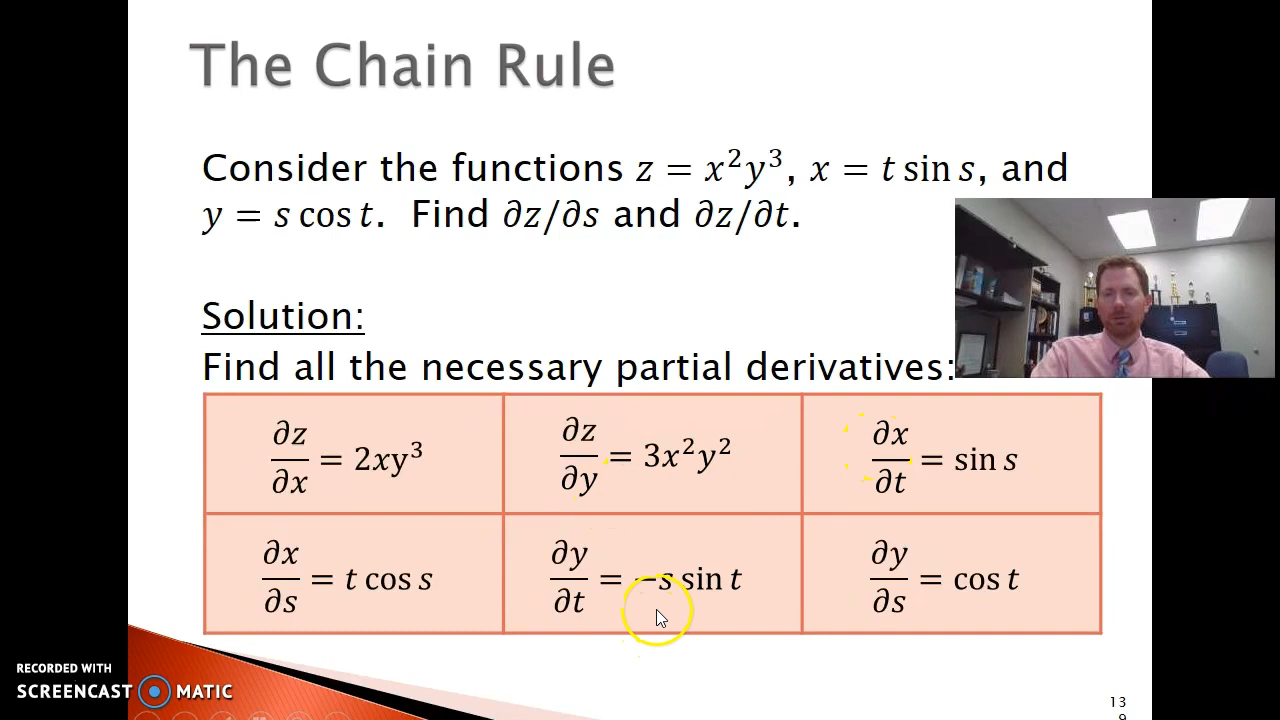 The Chain Rule
Consider the functions z = x²y³, x = t sin s, and
y = s cos t. Find ∂z/∂s and ∂z/∂t.
Solution:
Find all the necessary partial derivatives:
∂z/∂x = 2xy³
∂z/∂y = 3x²y²
∂x/∂t = sin s
∂x/∂s = t cos s
∂y/∂t = −s sin t
∂y/∂s = cos t
RECORDED WITH
SCREENCAST MATIC
13
9